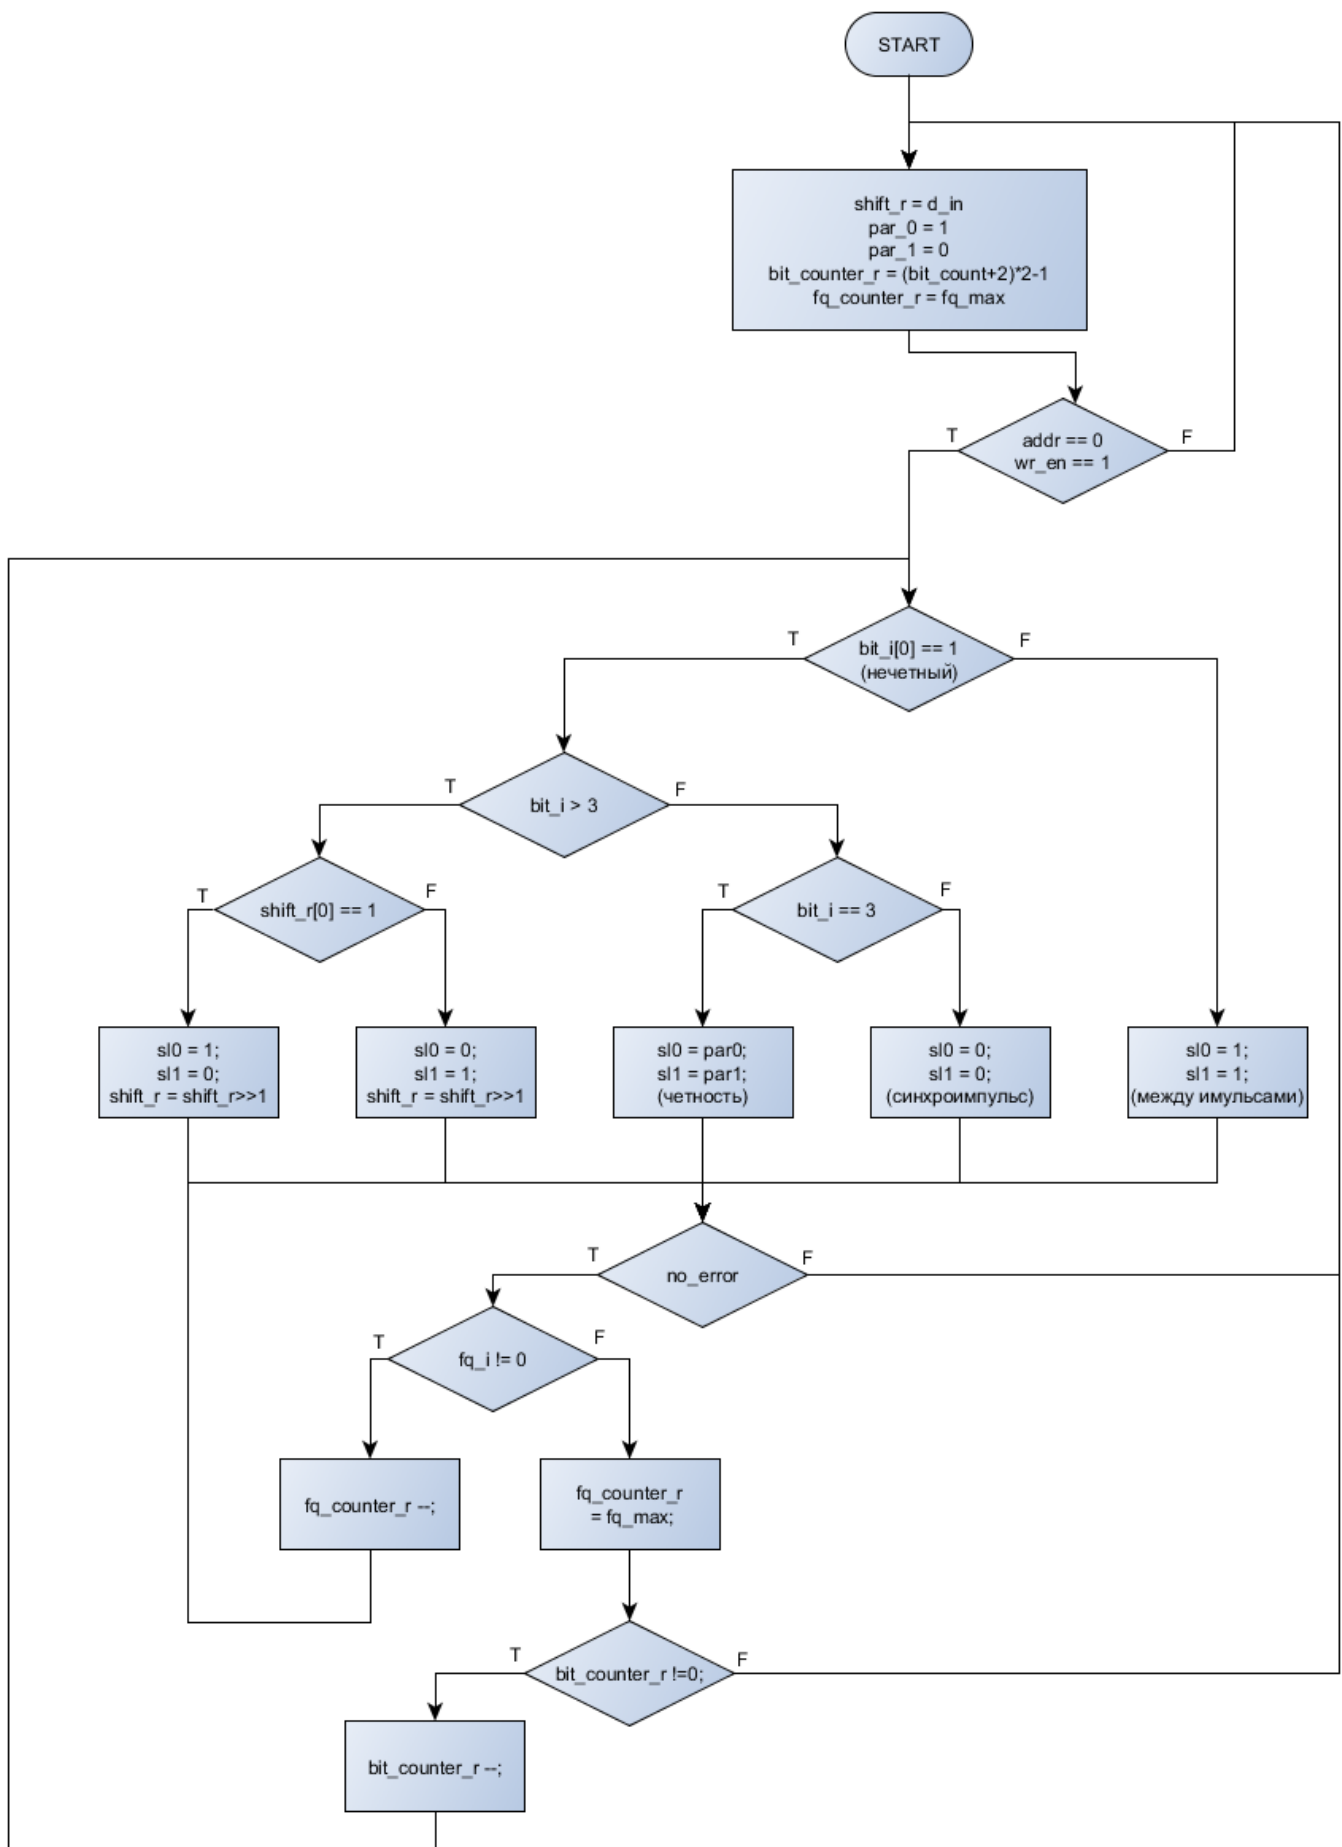 START
shift_r = d_in
par_0 = 1
par_1 = 0
bit_counter_r = (bit_count+2)*2-1
fq_counter_r = fq_max
T
addr == 0
wr_en == 1
F
T
bit_i[0] == 1
(нечетный)
F
T
bit_i > 3
F
T
shift_r[0] == 1
F
T
bit_i == 3
F
sl0 = 1;
sl1 = 0;
shift_r = shift_r>>1
sl0 = 0;
sl1 = 1;
shift_r = shift_r>>1
sl0 = par0;
sl1 = par1;
(четность)
sl0 = 0;
sl1 = 0;
(синхроимпульс)
sl0 = 1;
sl1 = 1;
(между имульсами)
T
no_error
F
T
fq_i != 0
F
fq_counter_r --;
fq_counter_r
= fq_max;
T
bit_counter_r !=0;
F
bit_counter_r --;